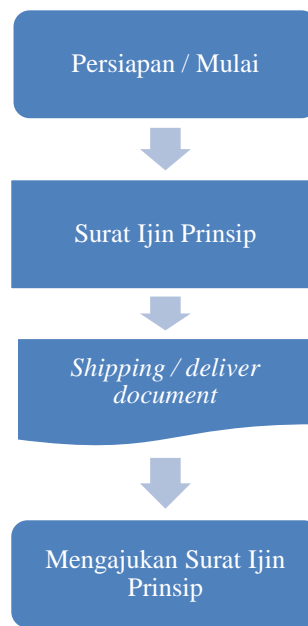 Persiapan / Mulai
Surat Ijin Prinsip
Shipping / deliver
document
Mengajukan Surat Ijin
Prinsip